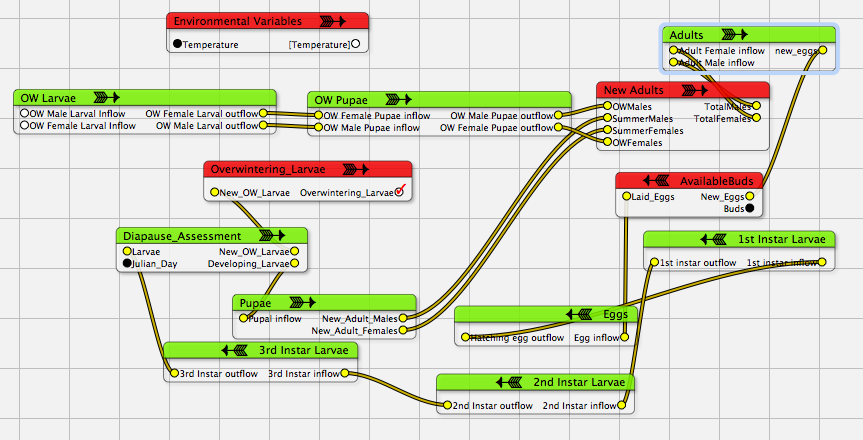 Environmental Variables
Temperature [Temperature]
Adults
Adult Female inflow new_eggs
Adult Male inflow
OW Larvae
OW Male Larval Inflow OW Female Larval outflow
OW Female Larval Inflow OW Male Larval outflow
OW Pupae
OW Female Pupae inflow OW Male Pupae outflow
OW Male Pupae inflow OW Female Pupae outflow
New Adults
OWMales TotalMales
SummerMales TotalFemales
SummerFemales
OWFemales
Overwintering_Larvae
New_OW_Larvae Overwintering_Larvae
AvailableBuds
Laid_Eggs New_Eggs
Buds
Diapause_Assessment
Larvae New_OW_Larvae
Julian_Day Developing_Larvae
1st Instar Larvae
1st instar outflow 1st instar inflow
Pupae
Pupal inflow New_Adult_Males
New_Adult_Females
Eggs
Hatching egg outflow Egg inflow
3rd Instar Larvae
3rd Instar outflow 3rd Instar inflow
2nd Instar Larvae
2nd Instar outflow 2nd Instar inflow